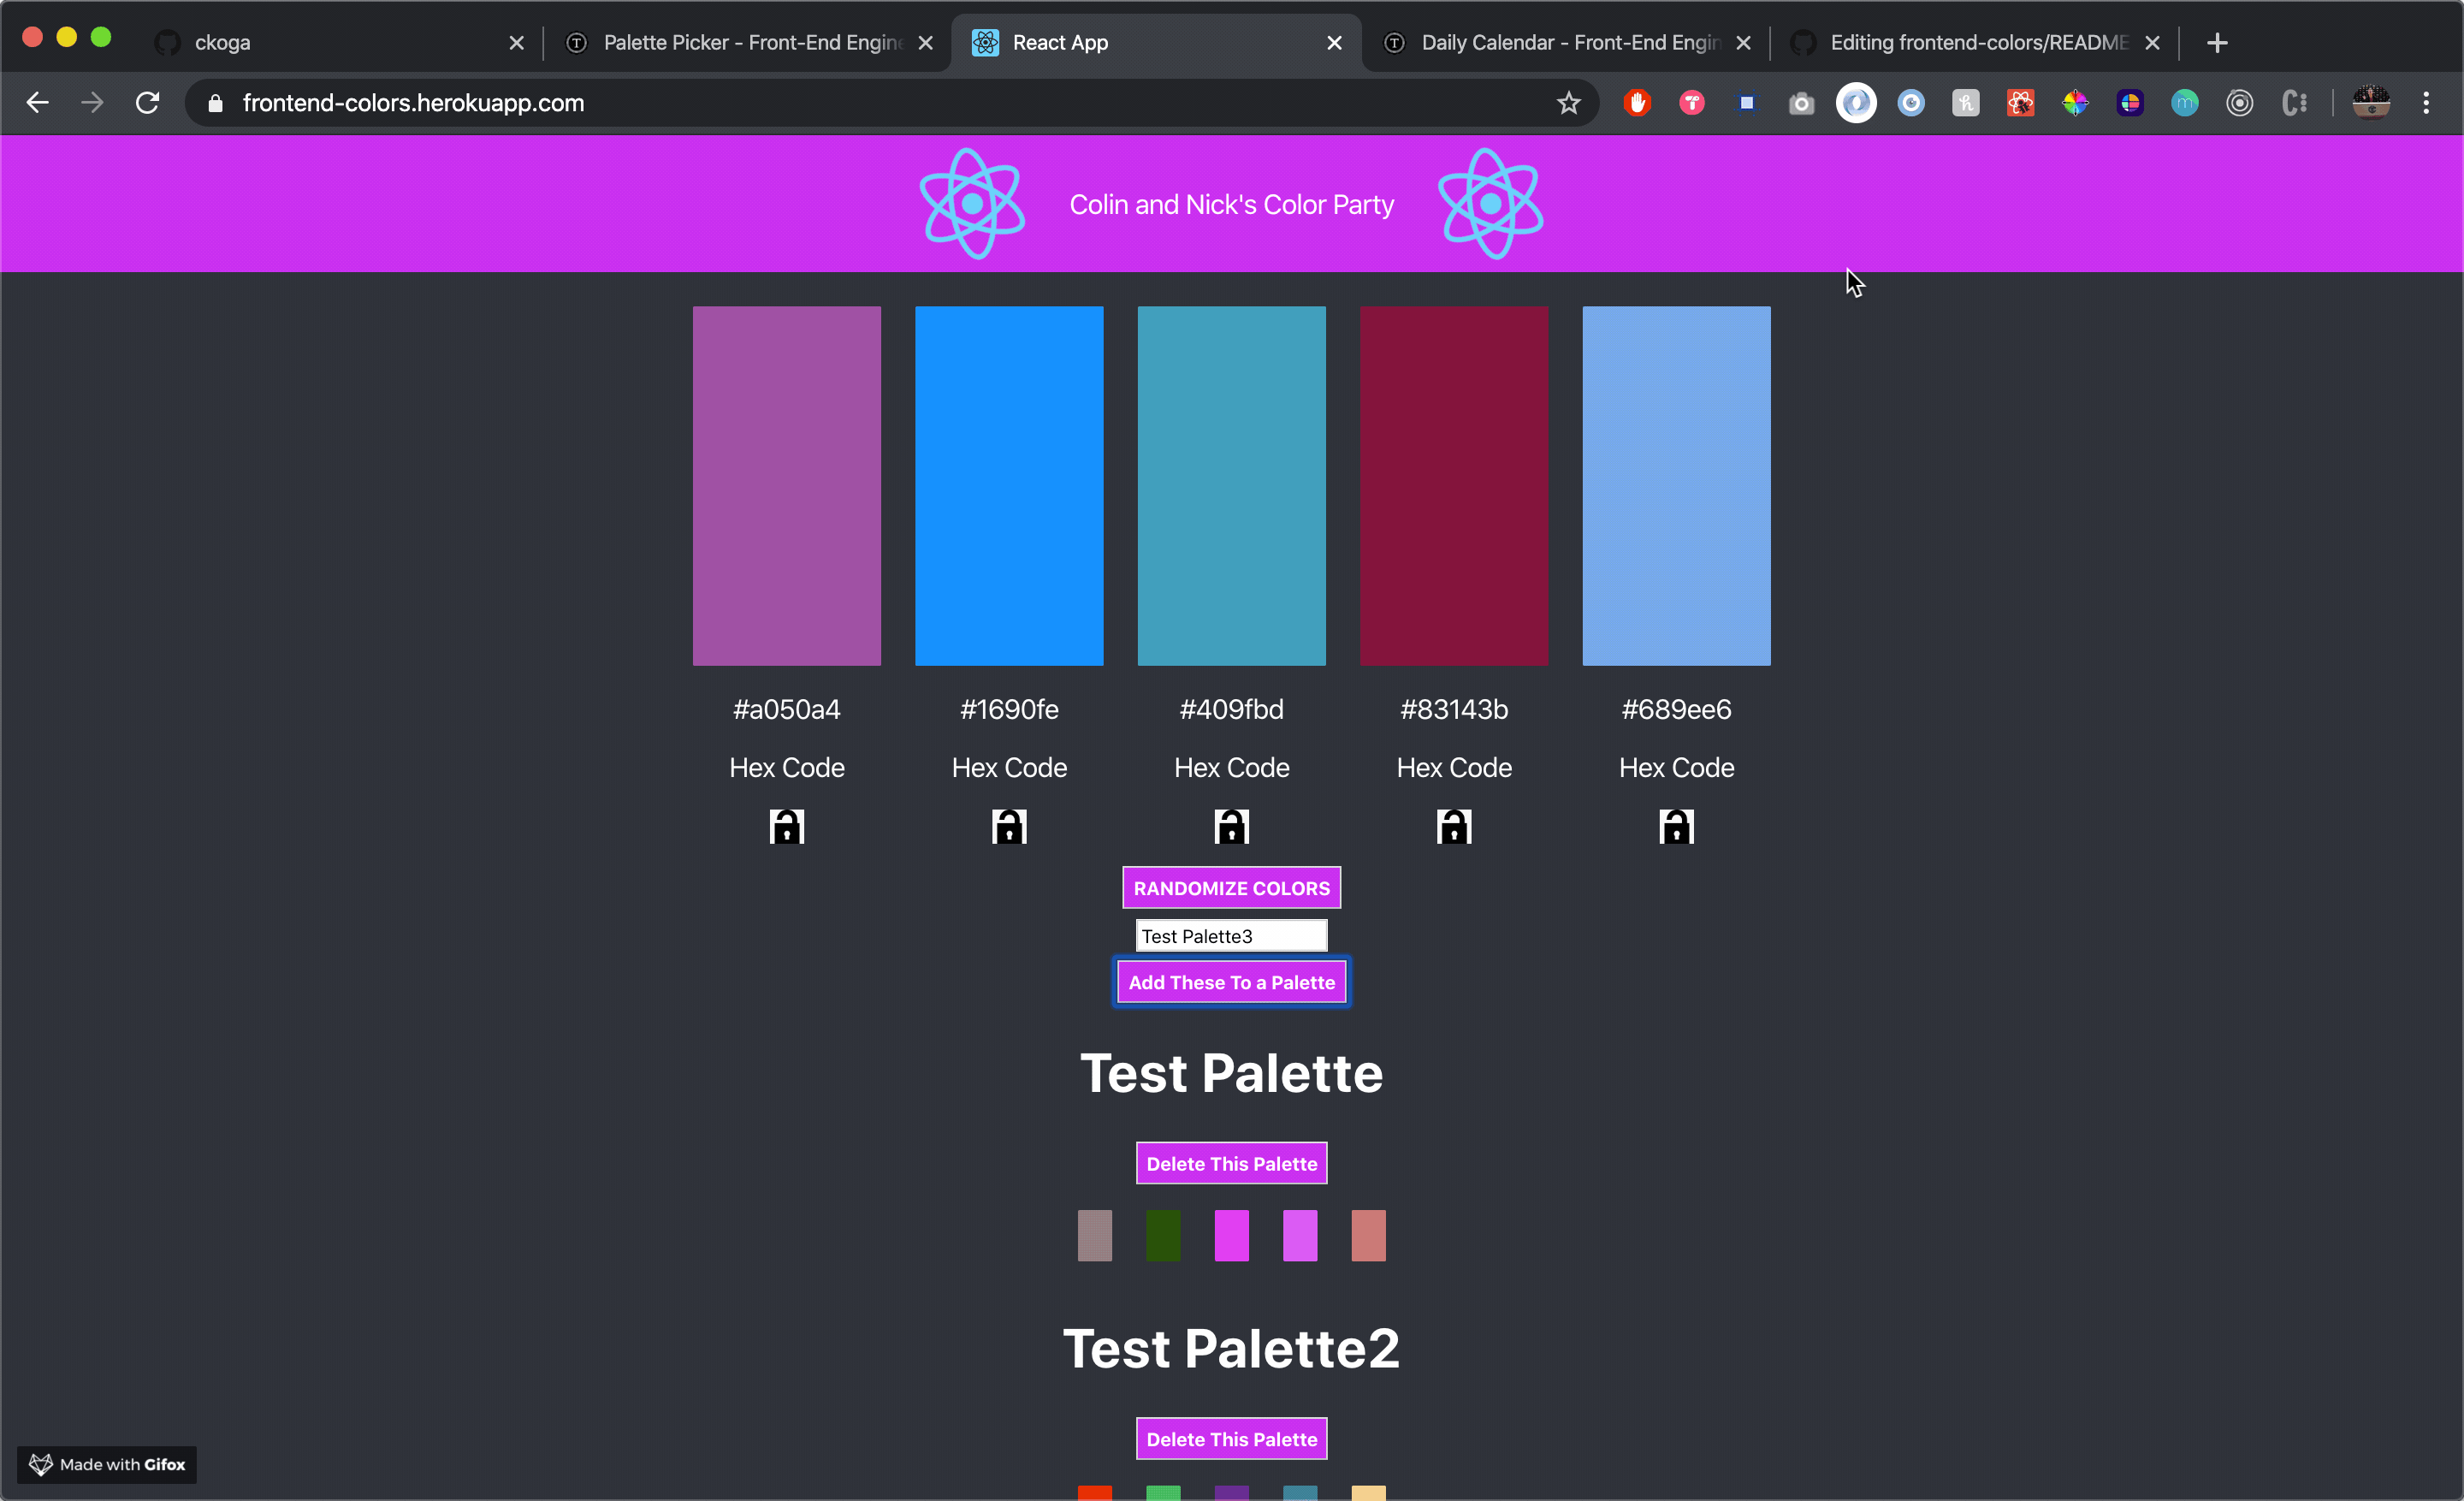 ckoga
Palette Picker - Front-End Engine
React App
Daily Calendar - Front-End Engin
Editing frontend-colors/README
frontend-colors.herokuapp.com
Colin and Nick's Color Party
#a050a4 #1690fe #409fbd #83143b #689ee6
Hex Code Hex Code Hex Code Hex Code Hex Code
RANDOMIZE COLORS
Test Palette3
Add These To a Palette
Test Palette
Delete This Palette
Test Palette2
Delete This Palette
Made with Gifox